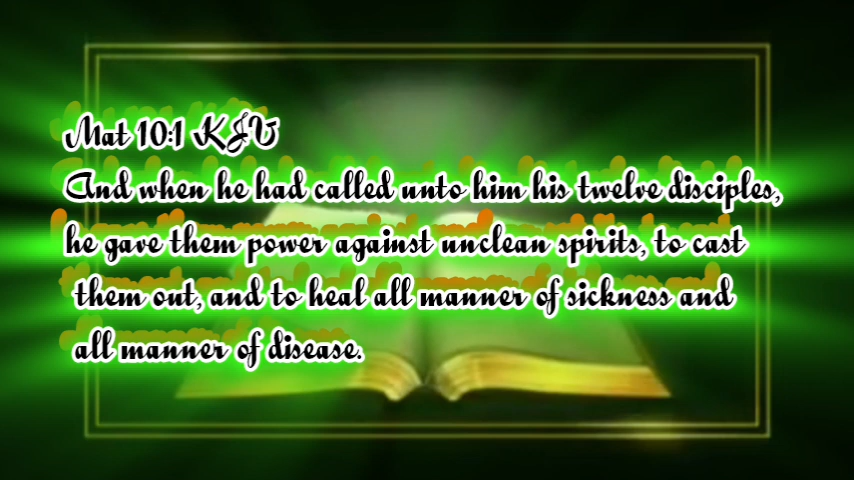 Mat 10:1 KJV
And when he had called unto him his twelve disciples,
he gave them power against unclean spirits, to cast
them out, and to heal all manner of sickness and
all manner of disease.